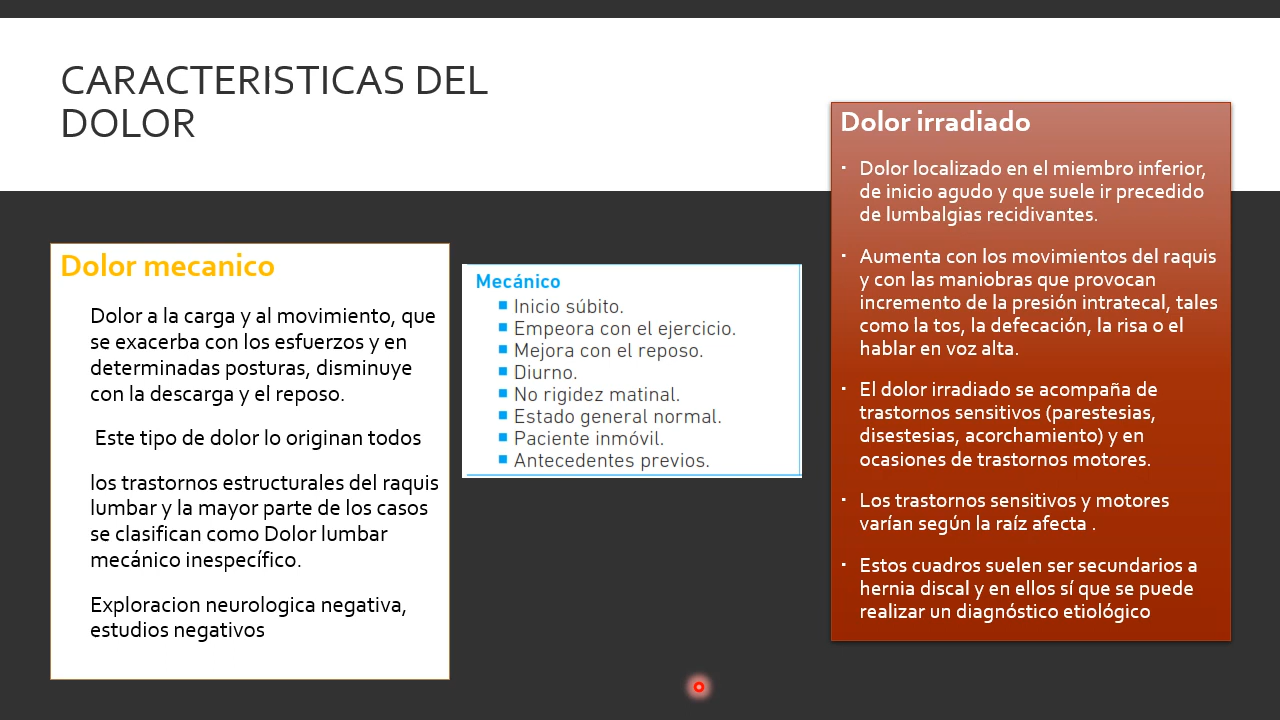 CARACTERISTICAS DEL
DOLOR
Dolor mecanico
Dolor a la carga y al movimiento, que
se exacerba con los esfuerzos y en
determinadas posturas, disminuye
con la descarga y el reposo.
Este tipo de dolor lo originan todos
los trastornos estructurales del raquis
lumbar y la mayor parte de los casos
se clasifican como Dolor lumbar
mecánico inespecífico.
Exploracion neurologica negativa,
estudios negativos
Mecánico
■ Inicio súbito.
■ Empeora con el ejercicio.
■ Mejora con el reposo.
■ Diurno.
■ No rigidez matinal.
■ Estado general normal.
■ Paciente inmóvil.
■ Antecedentes previos.
Dolor irradiado
· Dolor localizado en el miembro inferior,
de inicio agudo y que suele ir precedido
de lumbalgias recidivantes.
· Aumenta con los movimientos del raquis
y con las maniobras que provocan
incremento de la presión intratecal, tales
como la tos, la defecación, la risa o el
hablar en voz alta.
· El dolor irradiado se acompaña de
trastornos sensitivos (parestesias,
disestesias, acorchamiento) y en
ocasiones de trastornos motores.
· Los trastornos sensitivos y motores
varían según la raíz afecta .
· Estos cuadros suelen ser secundarios a
hernia discal y en ellos sí que se puede
realizar un diagnóstico etiológico